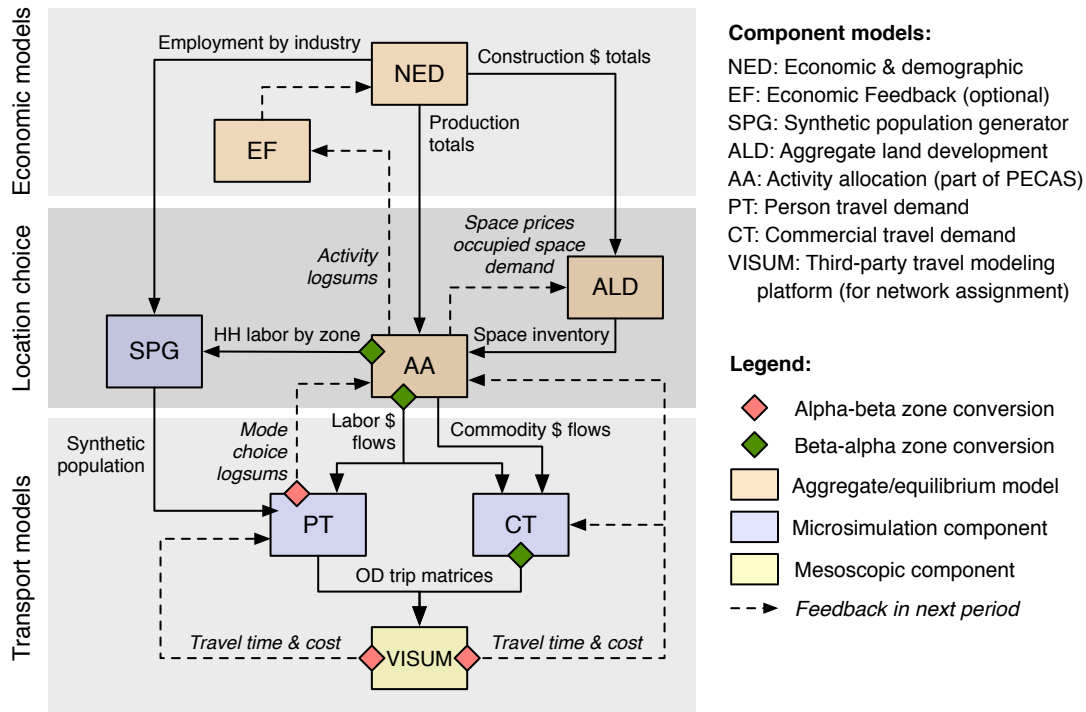 Economic models
Employment by industry
NED
Construction $ totals
Production
totals
EF
Location choice
Activity
logsums
Space prices
occupied space
demand
ALD
SPG
HH labor by zone
AA
Space inventory
Transport models
Synthetic
population
Mode
choice
logsums
Labor $
flows
Commodity $ flows
PT
CT
OD trip matrices
Travel time & cost
VISUM
Travel time & cost
Component models:
NED: Economic & demographic
EF: Economic Feedback (optional)
SPG: Synthetic population generator
ALD: Aggregate land development
AA: Activity allocation (part of PECAS)
PT: Person travel demand
CT: Commercial travel demand
VISUM: Third-party travel modeling
platform (for network assignment)
Legend:
Alpha-beta zone conversion
Beta-alpha zone conversion
Aggregate/equilibrium model
Microsimulation component
Mesoscopic component
Feedback in next period